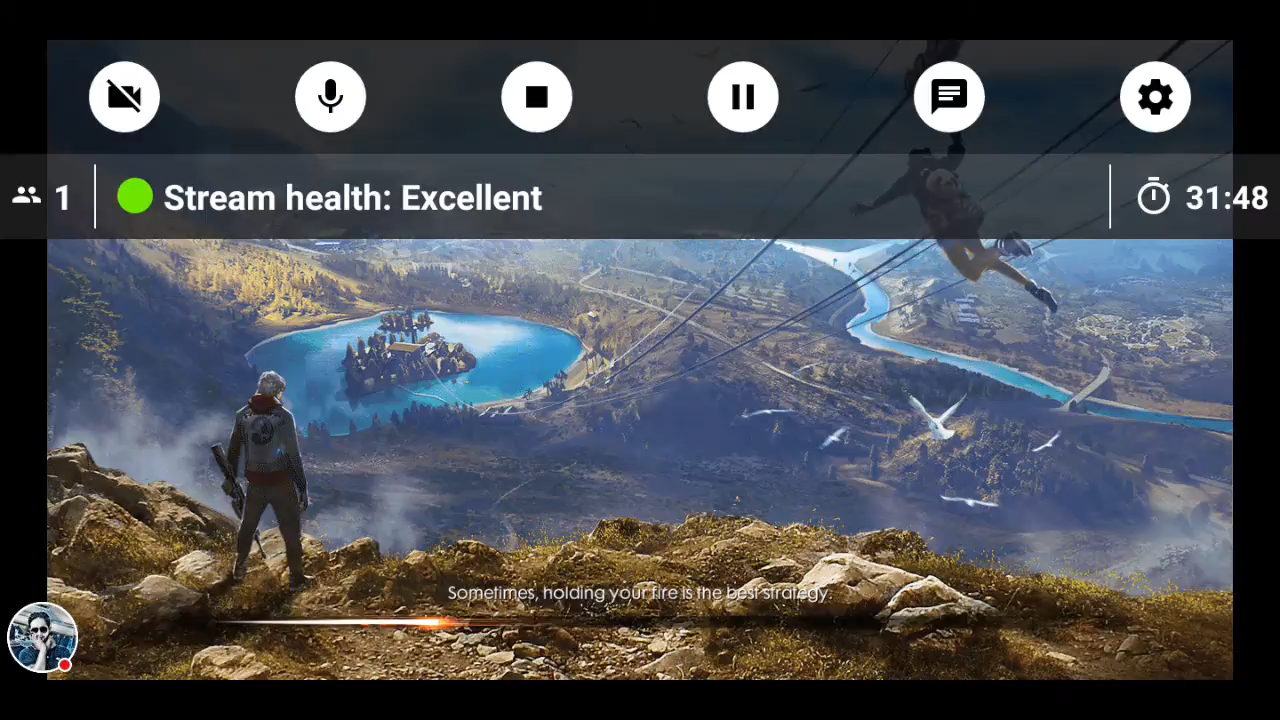 1
Stream health: Excellent
31:48
Sometimes, holding your fire is the best strategy.